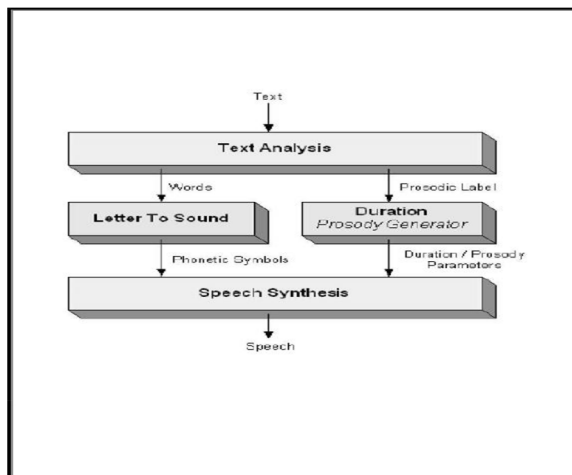 Text
Text Analysis
Words
Prosodic Label
Letter To Sound
Duration
Prosody Generator
Phonetic Symbols
Duration / Prosody
Parameters
Speech Synthesis
Speech